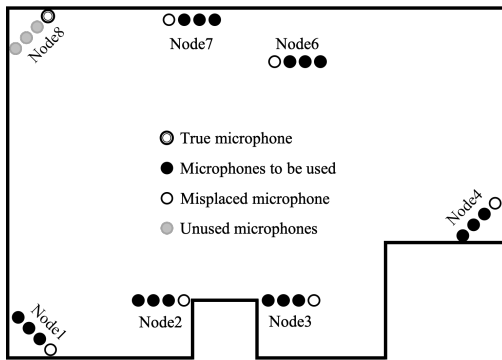 Node8
Node7
Node6
True microphone
Microphones to be used
Misplaced microphone
Unused microphones
Node4
Node1
Node2
Node3